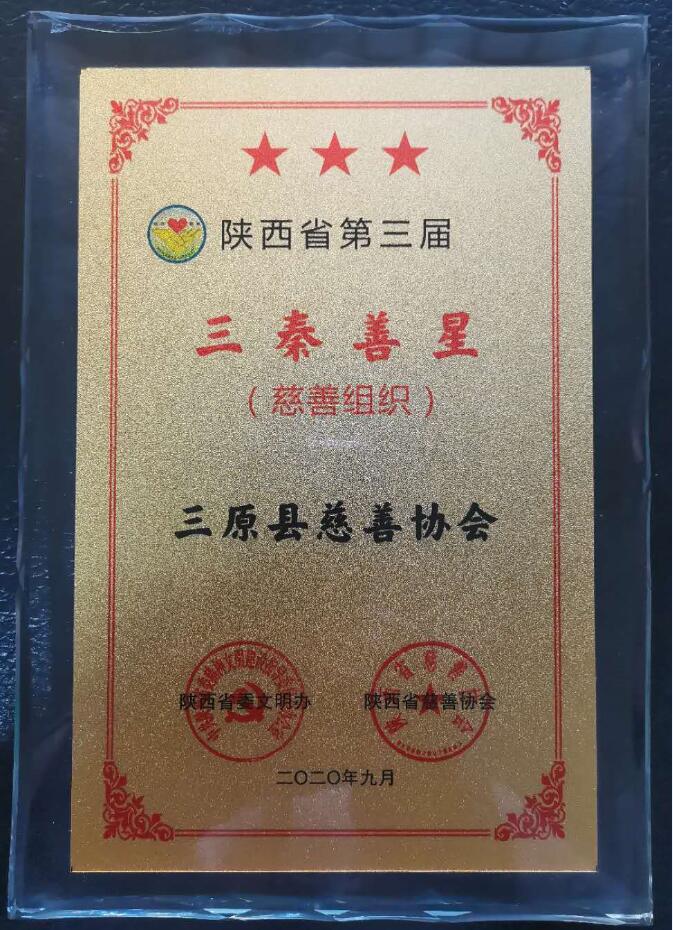 陕西省第三届
三秦善星
（慈善组织）
三原县慈善协会
陕西省委文明办 陕西省慈善协会
二〇二〇年九月